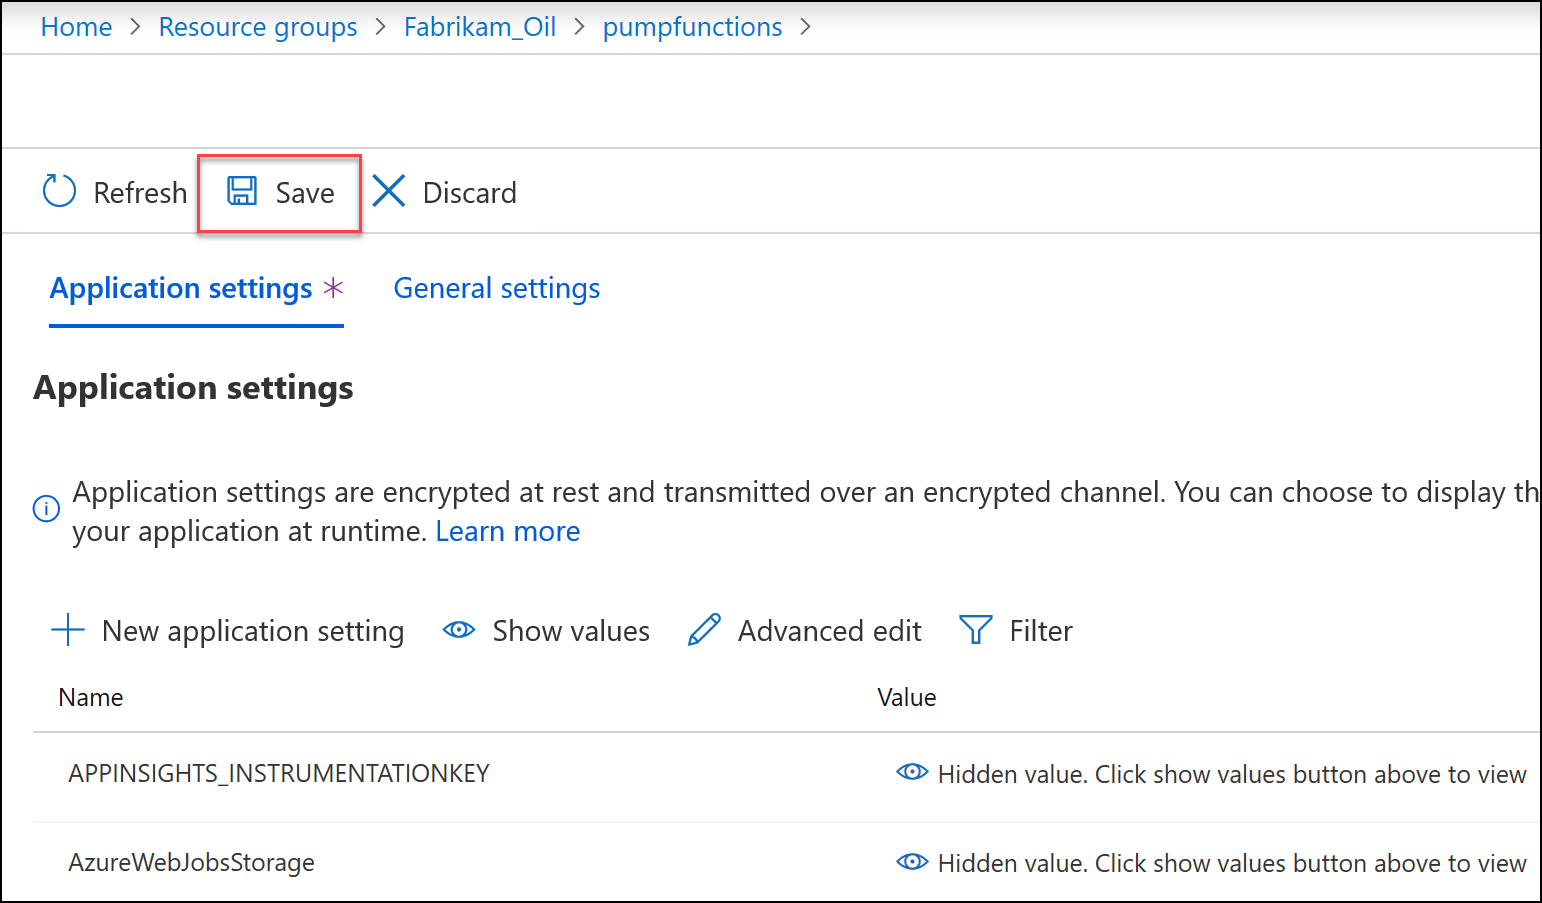 Home > Resource groups > Fabrikam_Oil > pumpfunctions >
Refresh Save Discard
Application settings * General settings
Application settings
Application settings are encrypted at rest and transmitted over an encrypted channel. You can choose to display th
your application at runtime. Learn more
New application setting Show values Advanced edit Filter
Name Value
APPINSIGHTS_INSTRUMENTATIONKEY Hidden value. Click show values button above to view
AzureWebJobsStorage Hidden value. Click show values button above to view